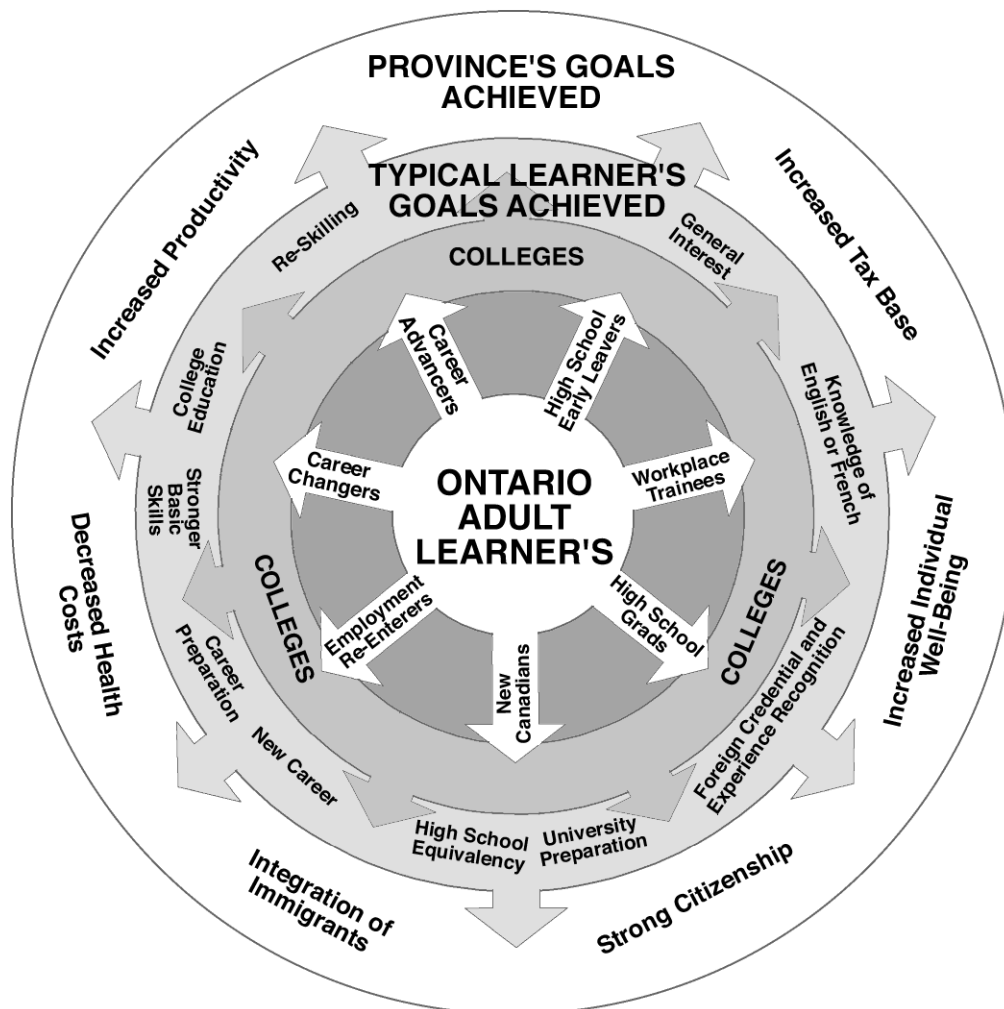 PROVINCE'S GOALS
ACHIEVED
TYPICAL LEARNER'S
GOALS ACHIEVED
COLLEGES
ONTARIO
ADULT
LEARNER'S
Career
Advancers
High School
Early Leavers
Workplace
Trainees
High School
Grads
New
Canadians
Employment
Re-Enterers
Career
Changers
COLLEGES
COLLEGES
Re-Skilling
General
Interest
Knowledge of
English or French
Foreign Credential and
Experience Recognition
University
Preparation
High School
Equivalency
New Career
Career
Preparation
Stronger
Basic
Skills
College
Education
Increased Productivity
Increased Tax Base
Increased Individual
Well-Being
Strong Citizenship
Integration of
Immigrants
Decreased Health
Costs